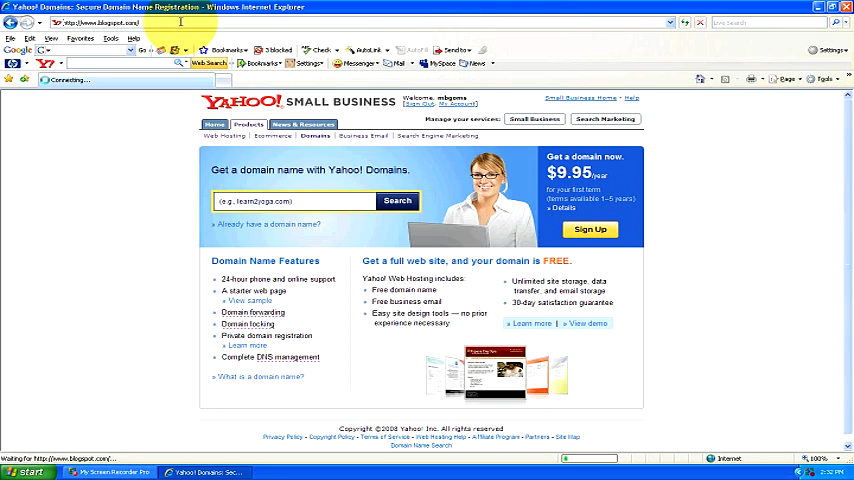 Yahoo! Domains: Secure Domain Name Registration - Windows Internet Explorer
http://www.blogspot.com/
Live Search
File Edit View Favorites Tools Help
Go Bookmarks 3 blocked Check AutoLink AutoFill Send to Settings
Web Search Bookmarks Settings Messenger Mail MySpace News
Connecting...
Page Tools
YAHOO! SMALL BUSINESS
Welcome, mbgoms
[Sign Out, My Account]
Small Business Home - Help
Home Products News & Resources
Manage your services: Small Business Search Marketing
Web Hosting Ecommerce Domains Business Email Search Engine Marketing
Get a domain name with Yahoo! Domains.
(e.g., learn2yoga.com) Search
» Already have a domain name?
Get a domain now.
$9.95/year
for your first term
(terms available 1-5 years)
» Details
Sign Up
Domain Name Features
• 24-hour phone and online support
• A starter web page
» View sample
• Domain forwarding
• Domain locking
• Private domain registration
» Learn more
• Complete DNS management
» What is a domain name?
Get a full web site, and your domain is FREE.
Yahoo! Web Hosting includes:
• Free domain name
• Free business email
• Easy site design tools — no prior
experience necessary
• Unlimited site storage, data
transfer, and email storage
• 30-day satisfaction guarantee
» Learn more | » View demo
Copyright ©2008 Yahoo! Inc. All rights reserved
Privacy Policy - Copyright Policy - Terms of Service - Web Hosting Help - Affiliate Program - Partners - Site Map
Domain Name Search
Waiting for http://www.blogspot.com/...
Internet
100%
start
My Screen Recorder Pro
Yahoo! Domains: Sec...
2:32 PM